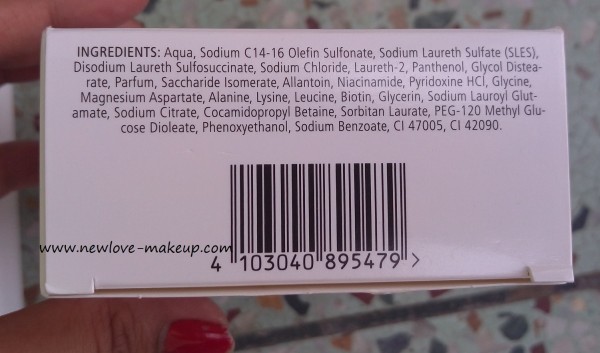 INGREDIENTS: Aqua, Sodium C14-16 Olefin Sulfonate, Sodium Laureth Sulfate (SLES),
Disodium Laureth Sulfosuccinate, Sodium Chloride, Laureth-2, Panthenol, Glycol Distea-
rate, Parfum, Saccharide Isomerate, Allantoin, Niacinamide, Pyridoxine HCl, Glycine,
Magnesium Aspartate, Alanine, Lysine, Leucine, Biotin, Glycerin, Sodium Lauroyl Glut-
amate, Sodium Citrate, Cocamidopropyl Betaine, Sorbitan Laurate, PEG-120 Methyl Glu-
cose Dioleate, Phenoxyethanol, Sodium Benzoate, CI 47005, CI 42090.
www.newlove-makeup.com
4 103040 895479 >